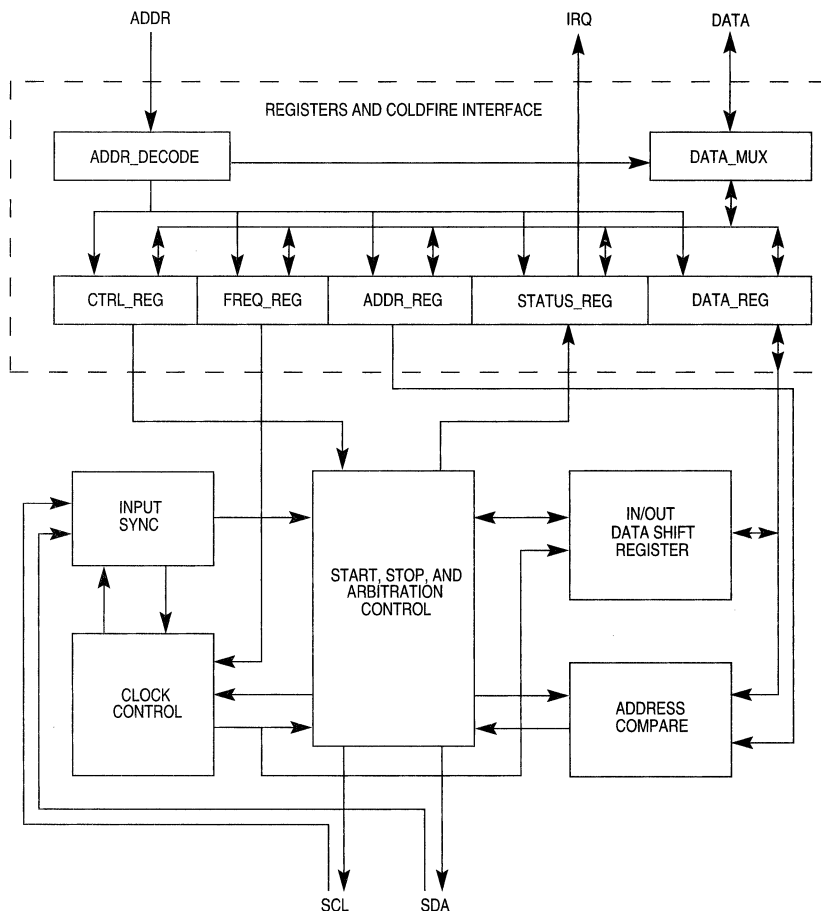 ADDR
IRQ
DATA
REGISTERS AND COLDFIRE INTERFACE
ADDR_DECODE
DATA_MUX
CTRL_REG
FREQ_REG
ADDR_REG
STATUS_REG
DATA_REG
INPUT
SYNC
START, STOP, AND
ARBITRATION
CONTROL
IN/OUT
DATA SHIFT
REGISTER
CLOCK
CONTROL
ADDRESS
COMPARE
SCL
SDA